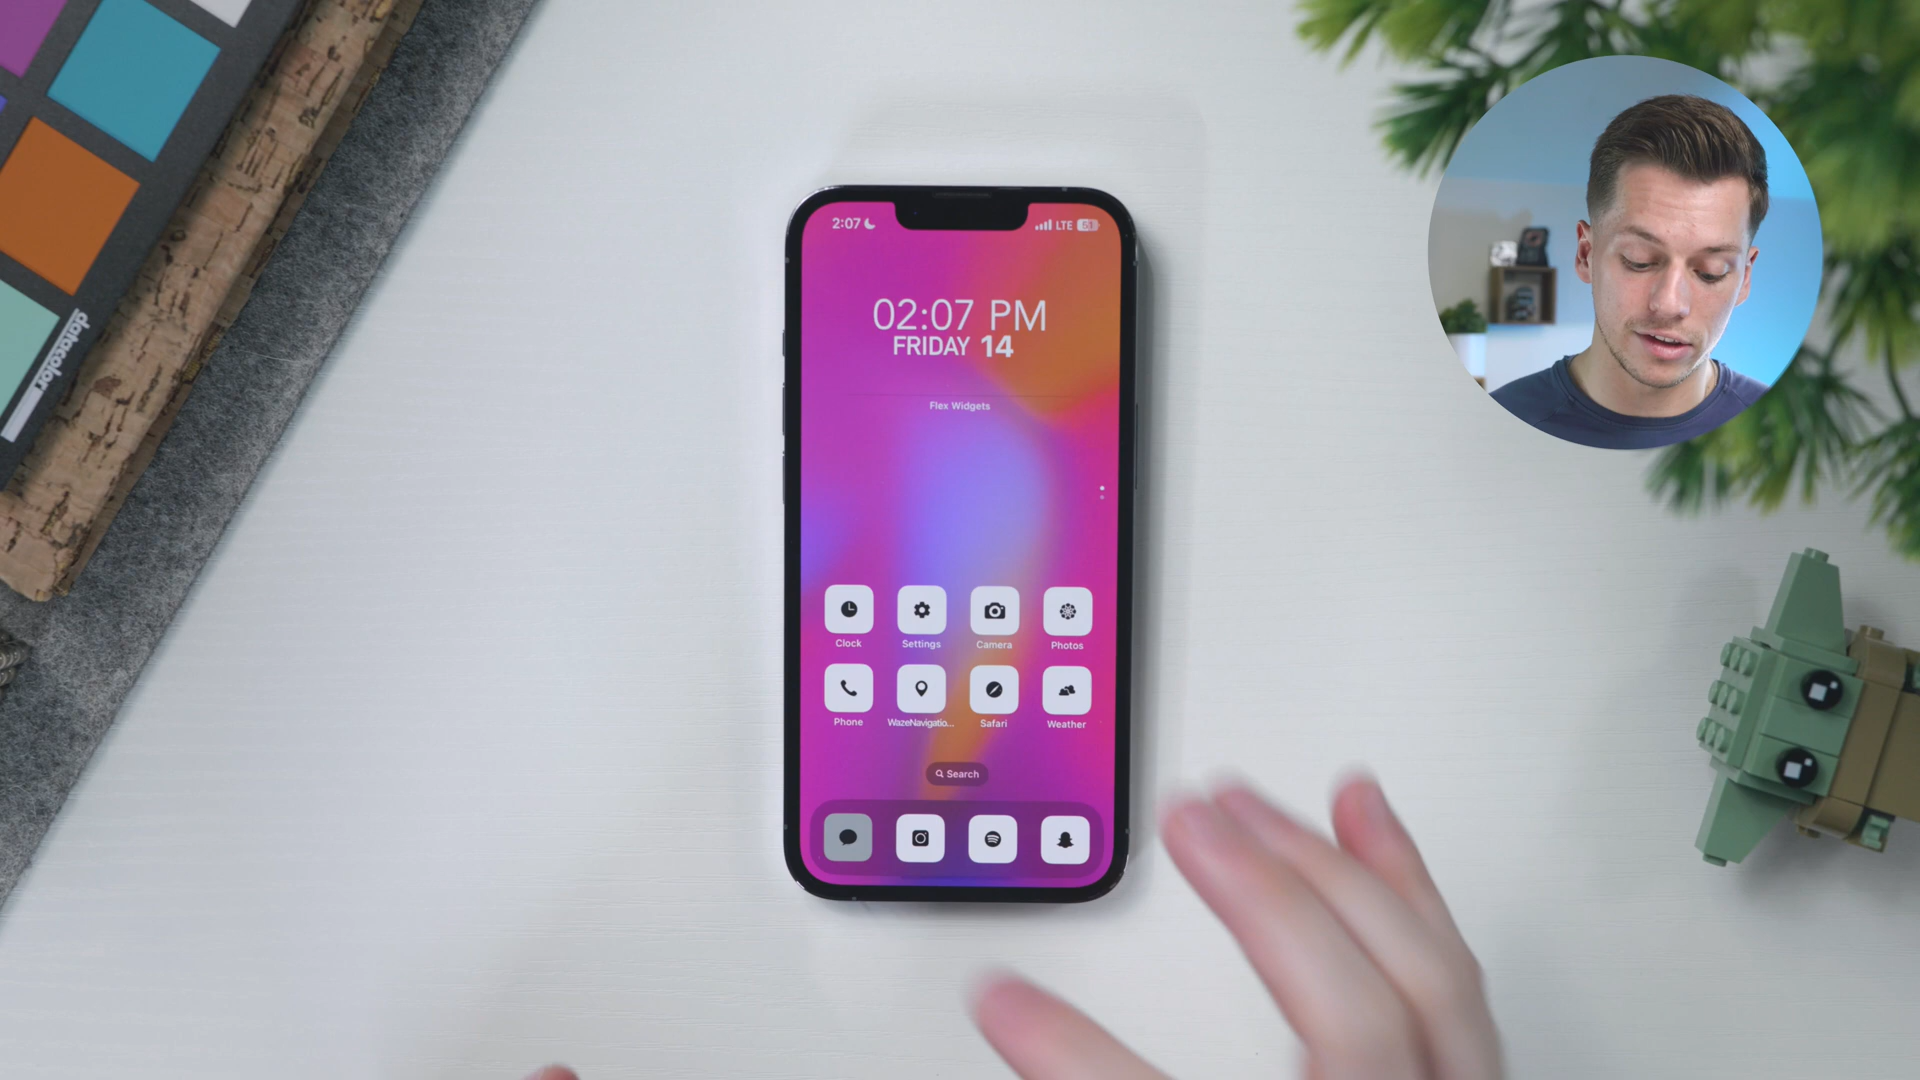 datacolor
2:07
LTE
02:07 PM
FRIDAY 14
Flex Widgets
Clock
Settings
Camera
Photos
Phone
WazeNavigatio...
Safari
Weather
Search